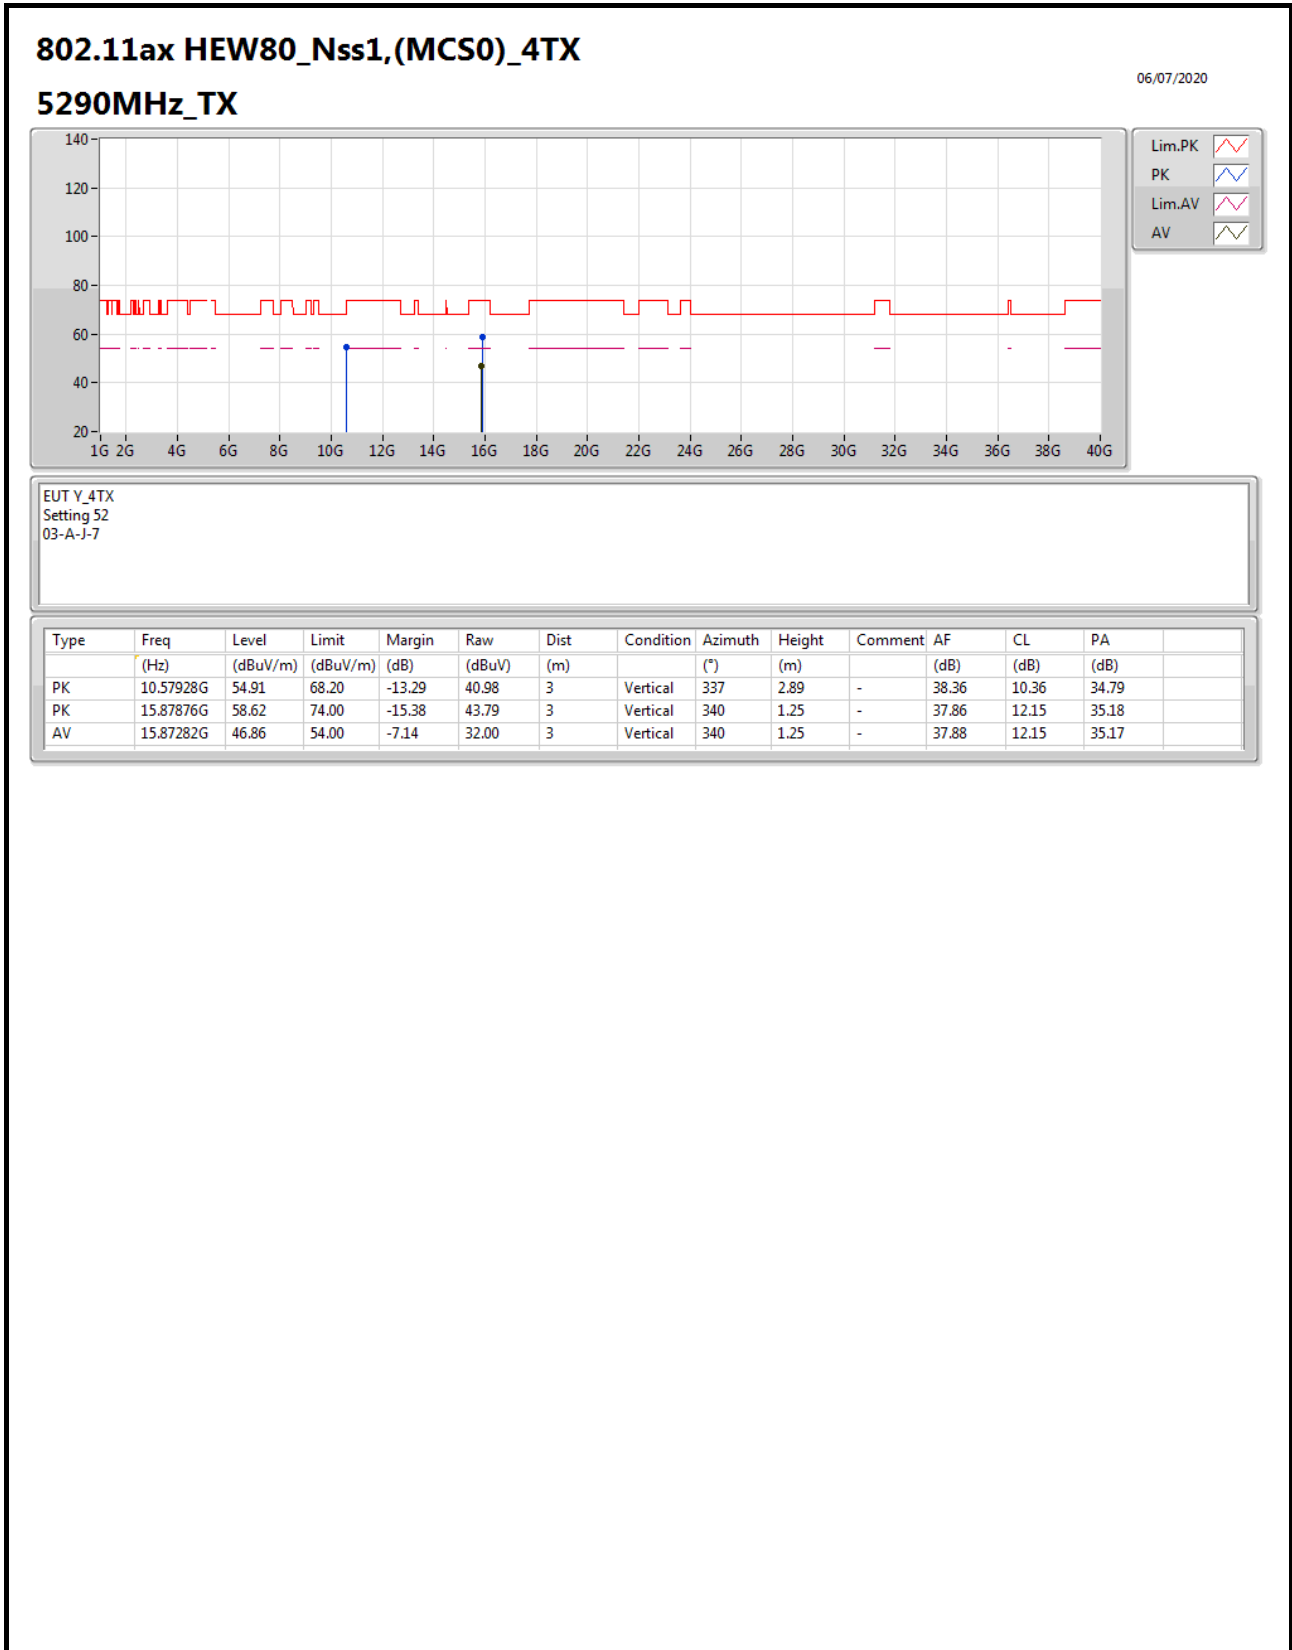 802.11ax HEW80_Nss1,(MCS0)_4TX
06/07/2020
5290MHz_TX
140
120
100
80
60
40
20
1G 2G 4G 6G 8G 10G 12G 14G 16G 18G 20G 22G 24G 26G 28G 30G 32G 34G 36G 38G 40G
Lim.PK
PK
Lim.AV
AV
EUT Y_4TX
Setting 52
03-A-J-7
Type Freq Level Limit Margin Raw Dist Condition Azimuth Height Comment AF CL PA
(Hz) (dBuV/m) (dBuV/m) (dB) (dBuV) (m) (°) (m) (dB) (dB) (dB)
PK 10.57928G 54.91 68.20 -13.29 40.98 3 Vertical 337 2.89 - 38.36 10.36 34.79
PK 15.87876G 58.62 74.00 -15.38 43.79 3 Vertical 340 1.25 - 37.86 12.15 35.18
AV 15.87282G 46.86 54.00 -7.14 32.00 3 Vertical 340 1.25 - 37.88 12.15 35.17